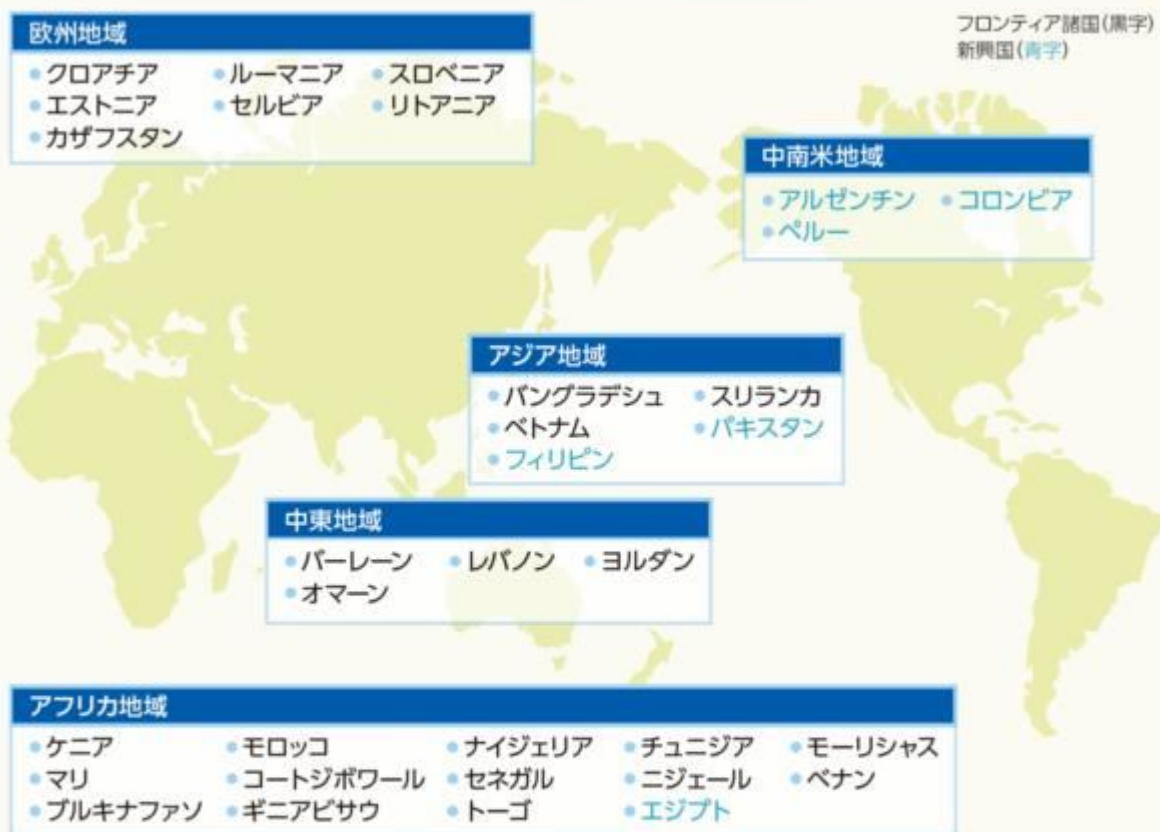 フロンティア諸国(黒字)
新興国(青字)
欧州地域
•クロアチア •ルーマニア •スロベニア
•エストニア •セルビア •リトアニア
•カザフスタン
中南米地域
•アルゼンチン •コロンビア
•ペルー
アジア地域
•バングラデシュ •スリランカ
•ベトナム •パキスタン
•フィリピン
中東地域
•バーレーン •レバノン •ヨルダン
•オマーン
アフリカ地域
•ケニア •モロッコ •ナイジェリア •チュニジア •モーリシャス
•マリ •コートジボワール •セネガル •ニジェール •ベナン
•ブルキナファソ •ギニアビサウ •トーゴ •エジプト